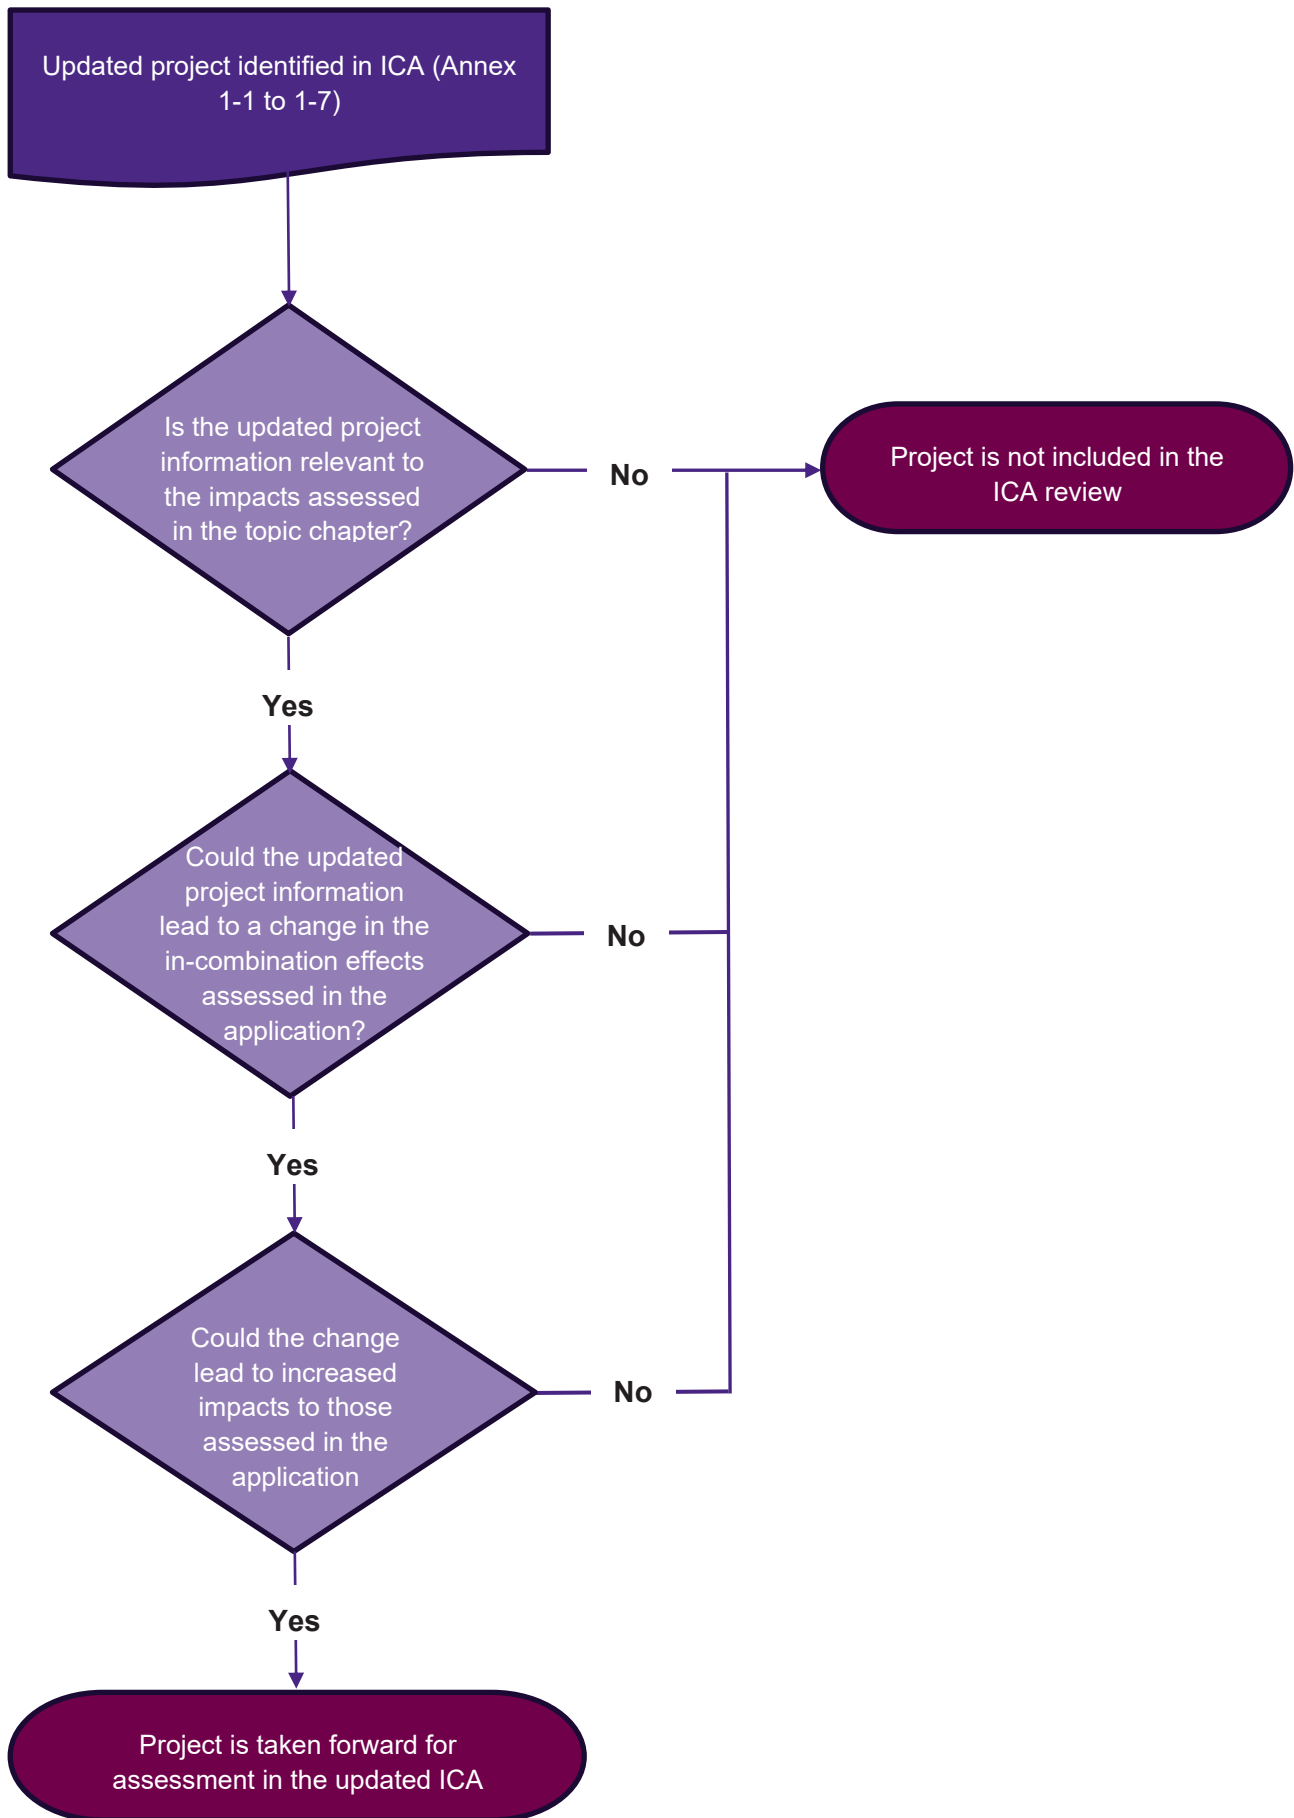 Updated project identified in ICA (Annex
1-1 to 1-7)
Is the updated project
information relevant to
the impacts assessed
in the topic chapter?
No
Project is not included in the
ICA review
Yes
Could the updated
project information
lead to a change in the
in-combination effects
assessed in the
application?
No
Yes
Could the change
lead to increased
impacts to those
assessed in the
application
No
Yes
Project is taken forward for
assessment in the updated ICA